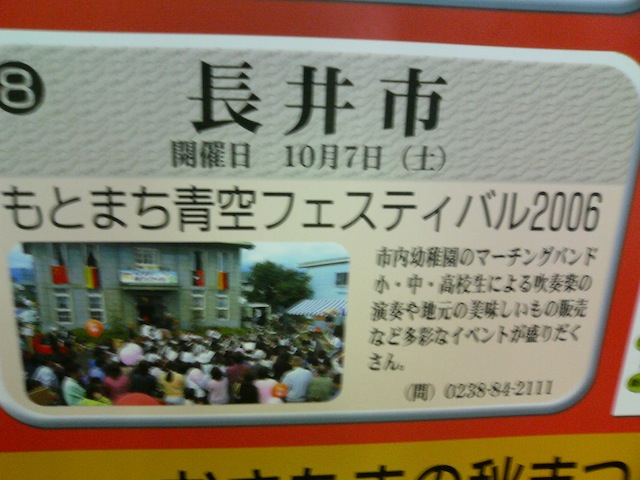 8
長井市
開催日 10月7日(土)
もとまち青空フェスティバル2006
市内幼稚園のマーチングバンド
小・中・高校生による吹奏楽の
演奏や地元の美味しいもの販売
など多彩なイベントが盛りだく
さん。
(問) 0238-84-2111
の秋まつ